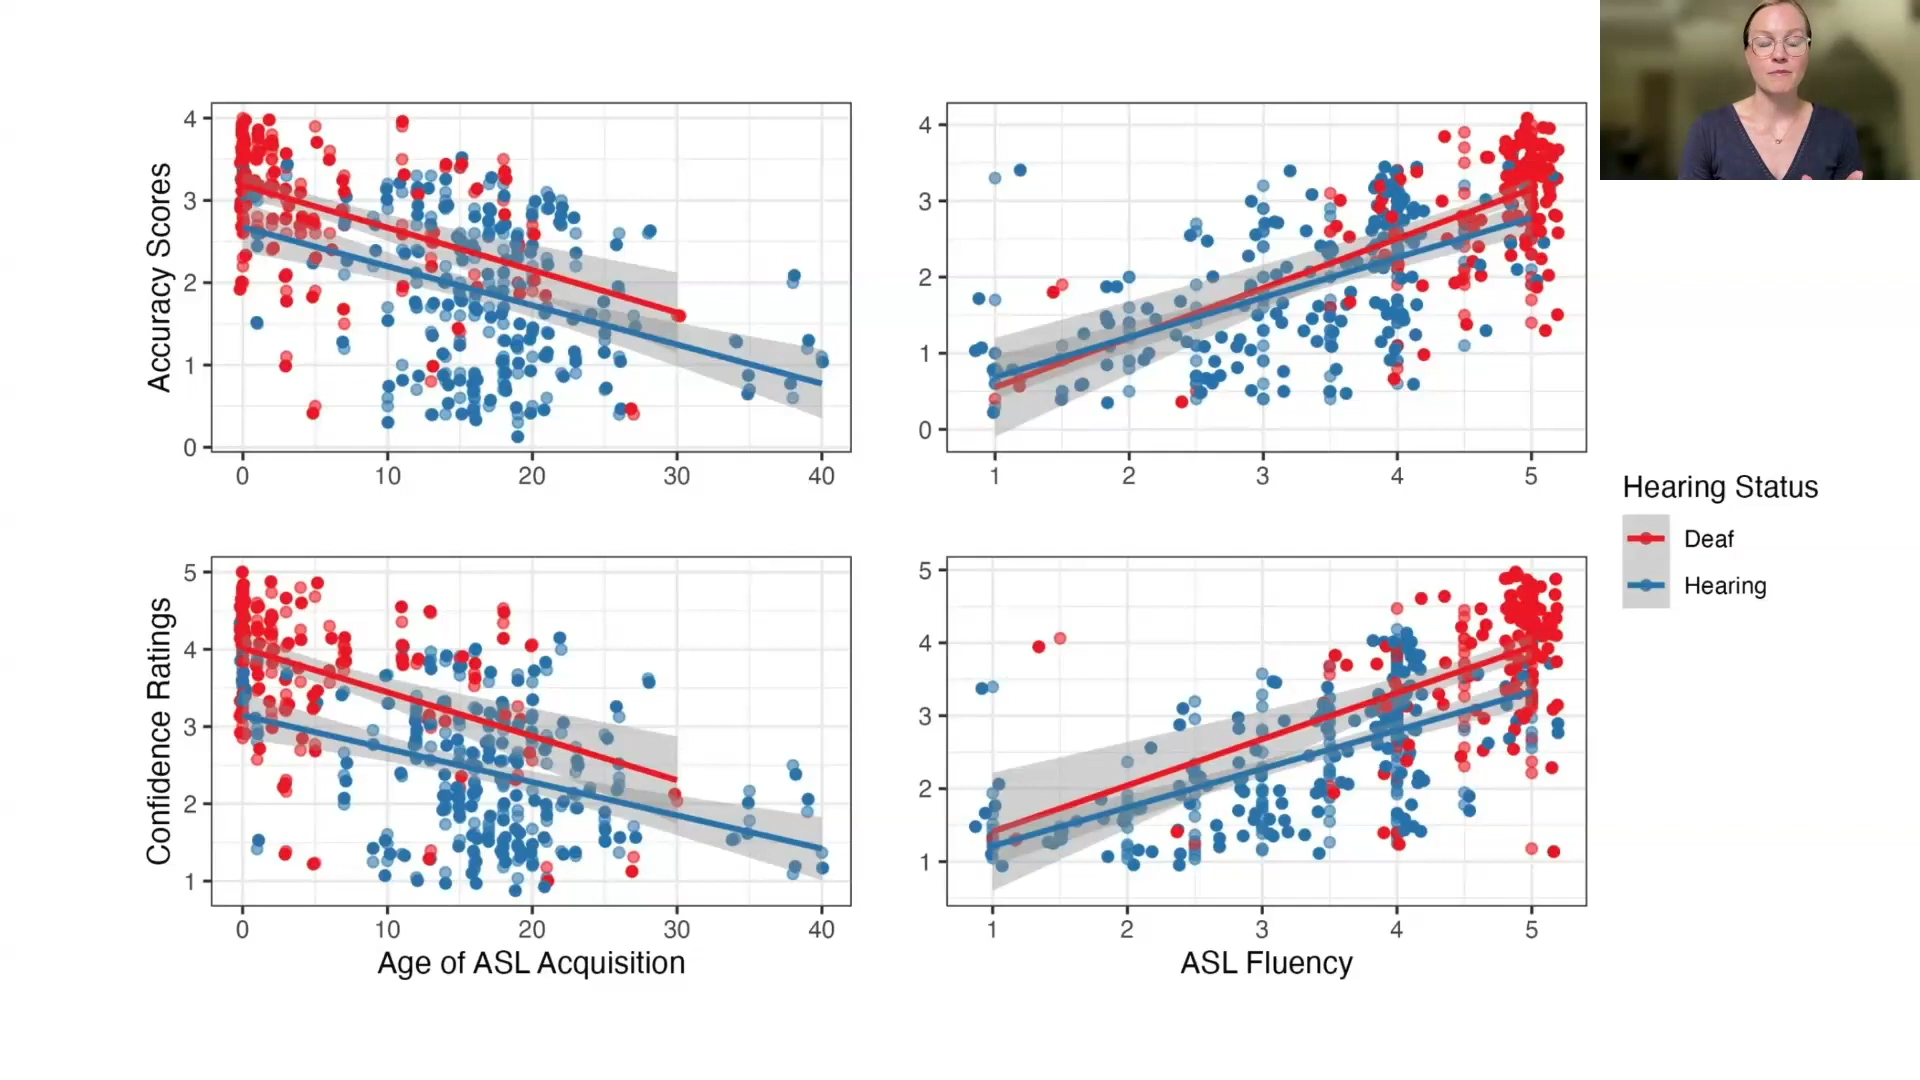 Accuracy Scores
4
3
2
1
0
0 10 20 30 40
4
3
2
1
0
1 2 3 4 5
Hearing Status
Deaf
Hearing
Confidence Ratings
5
4
3
2
1
0 10 20 30 40
Age of ASL Acquisition
5
4
3
2
1
1 2 3 4 5
ASL Fluency